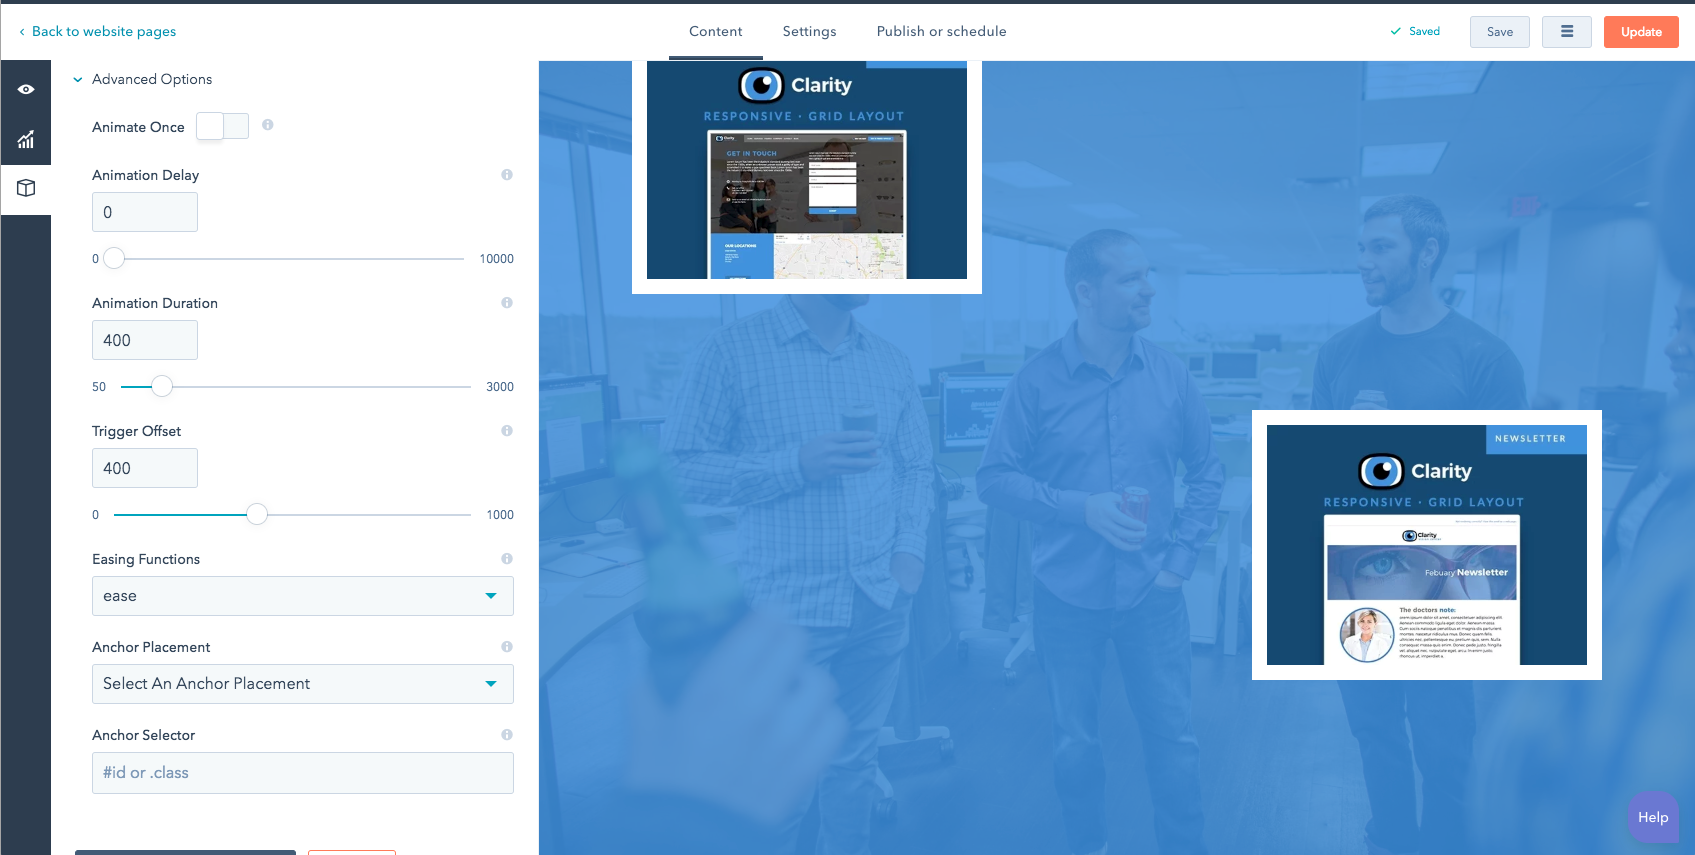 Back to website pages
Content
Settings
Publish or schedule
Saved
Save
Update
Advanced Options
Animate Once
Animation Delay
0
0
10000
Animation Duration
400
50
3000
Trigger Offset
400
0
1000
Easing Functions
ease
Anchor Placement
Select An Anchor Placement
Anchor Selector
#id or .class
Clarity
RESPONSIVE · GRID LAYOUT
Clarity
GET IN TOUCH
OUR LOCATIONS
NEWSLETTER
Clarity
RESPONSIVE · GRID LAYOUT
Clarity
Febuary Newsletter
The doctors note:
Help